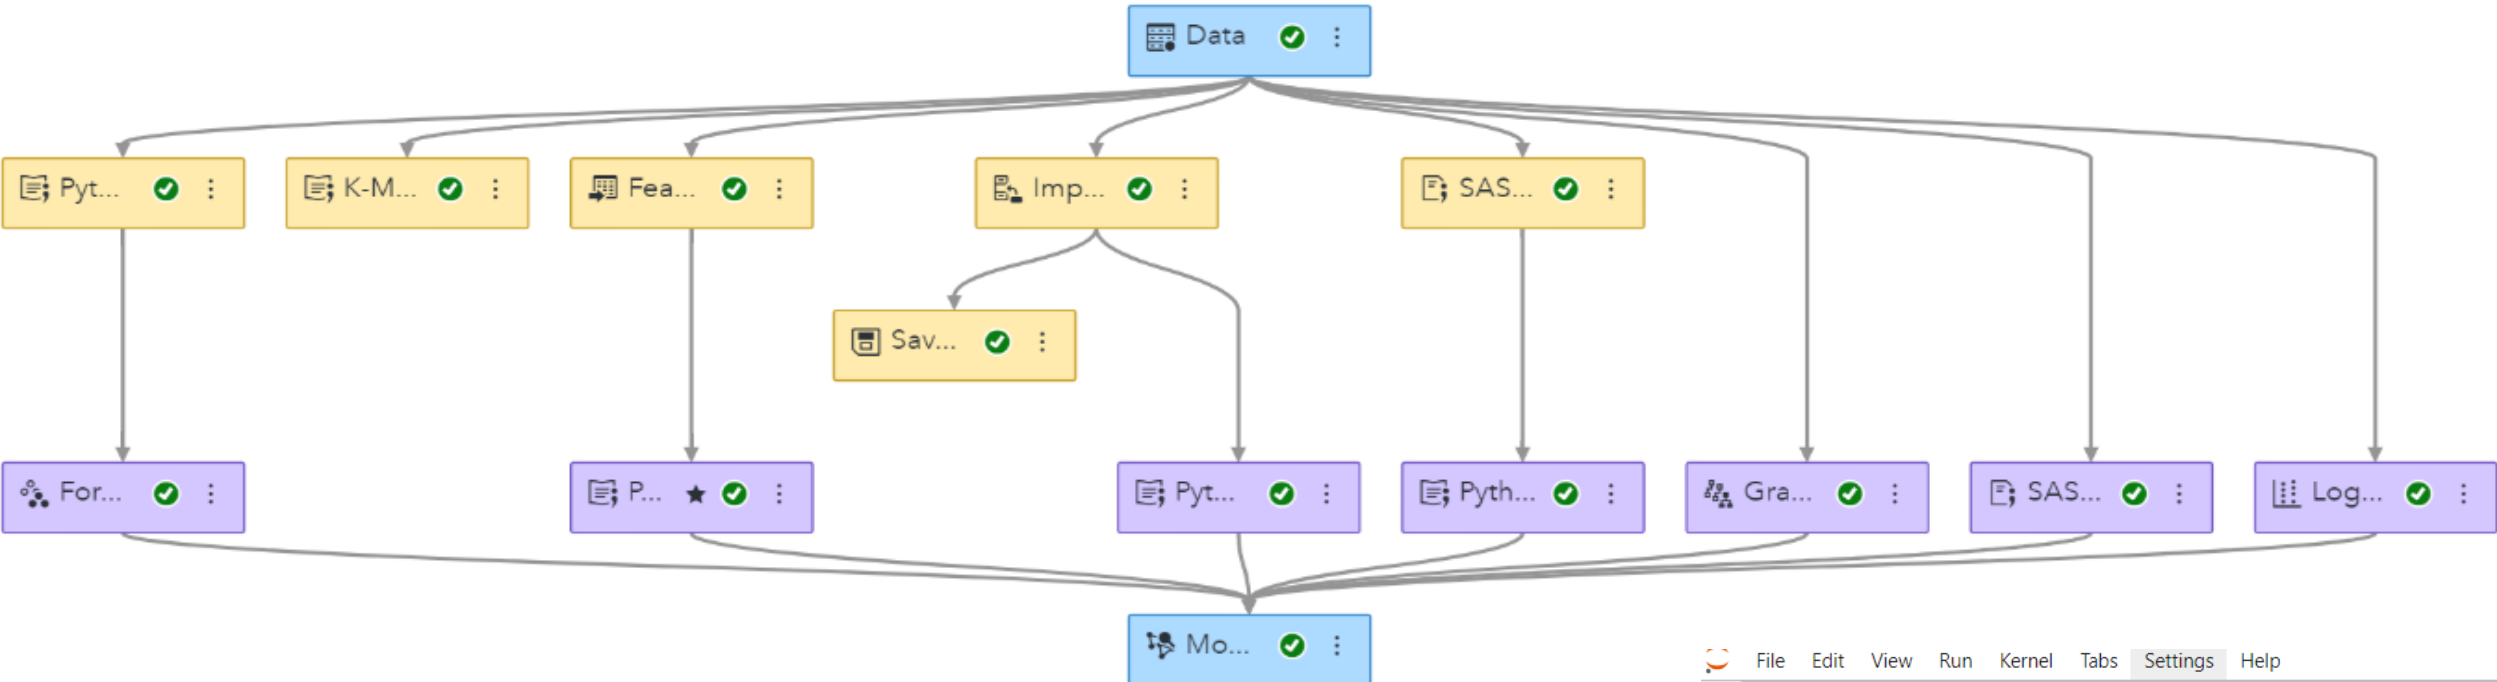 Data
Pyt...
K-M...
Fea...
Imp...
SAS...
Sav...
For...
P...
Pyt...
Pyth...
Gra...
SAS...
Log...
Mo...
File Edit View Run Kernel Tabs Settings Help